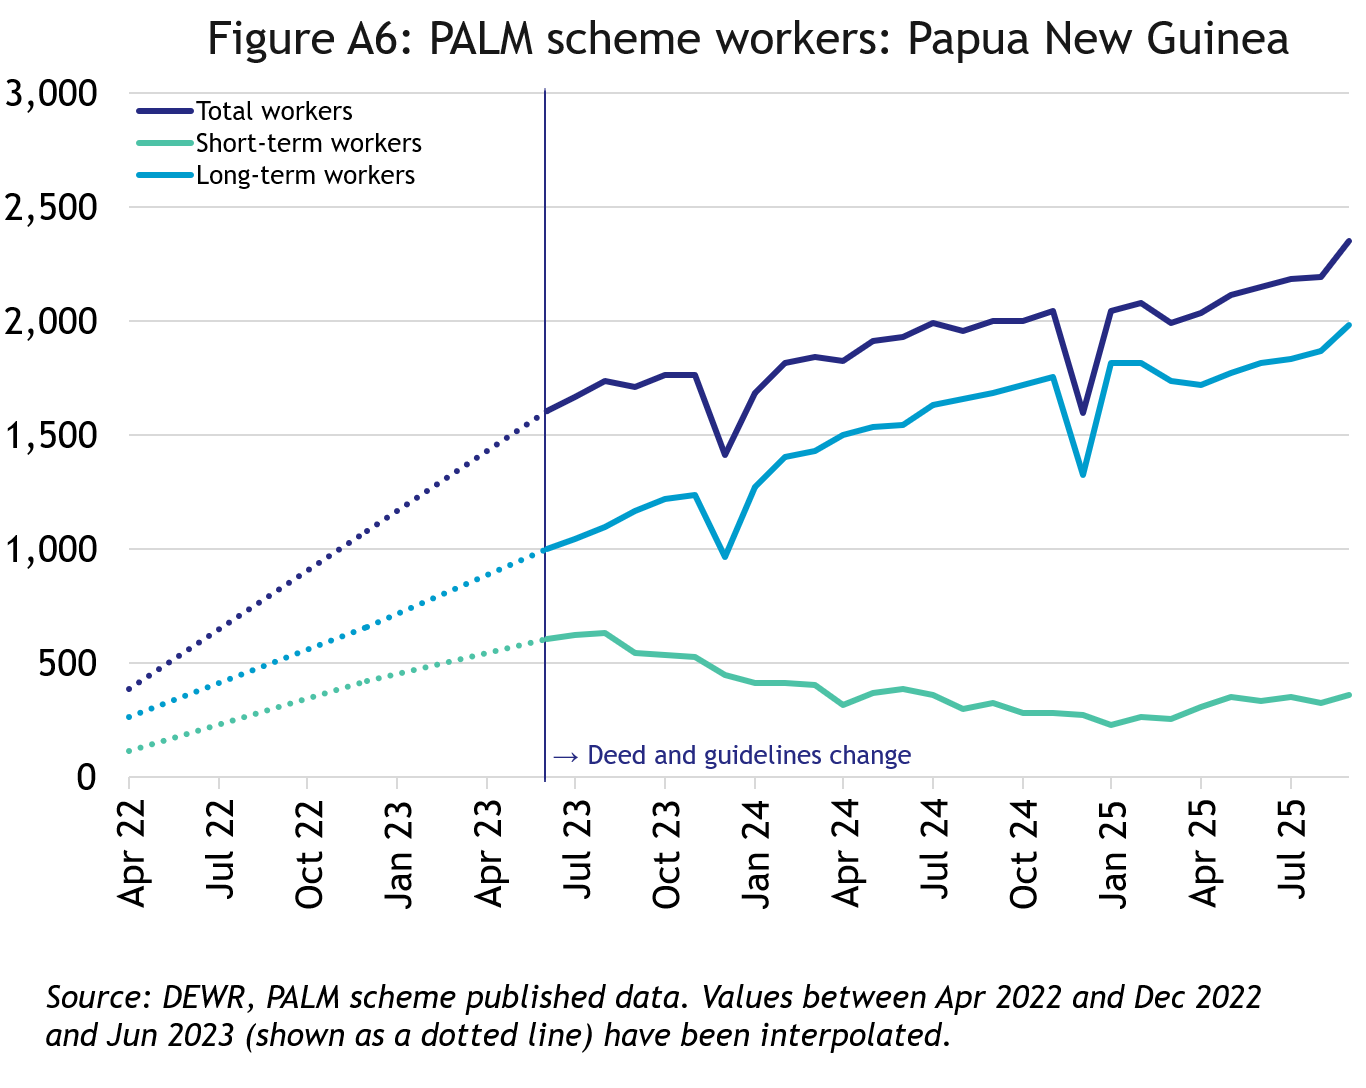 Figure A6: PALM scheme workers: Papua New Guinea
3,000
Total workers
Short-term workers
Long-term workers
2,500
2,000
1,500
1,000
500
→ Deed and guidelines change
0
Apr 22
Jul 22
Oct 22
Jan 23
Apr 23
Jul 23
Oct 23
Jan 24
Apr 24
Jul 24
Oct 24
Jan 25
Apr 25
Jul 25
Source: DEWR, PALM scheme published data. Values between Apr 2022 and Dec 2022
and Jun 2023 (shown as a dotted line) have been interpolated.